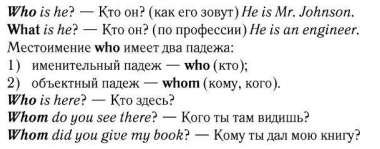 Who is he? — Кто он? (как его зовут) He is Mr. Johnson.
What is he? — Кто он? (по профессии) He is an engineer.
Местоимение who имеет два падежа:
1) именительный падеж — who (кто);
2) объектный падеж — whom (кому, кого).
Who is here? — Кто здесь?
Whom do you see there? — Кого ты там видишь?
Whom did you give my book? — Кому ты дал мою книгу?